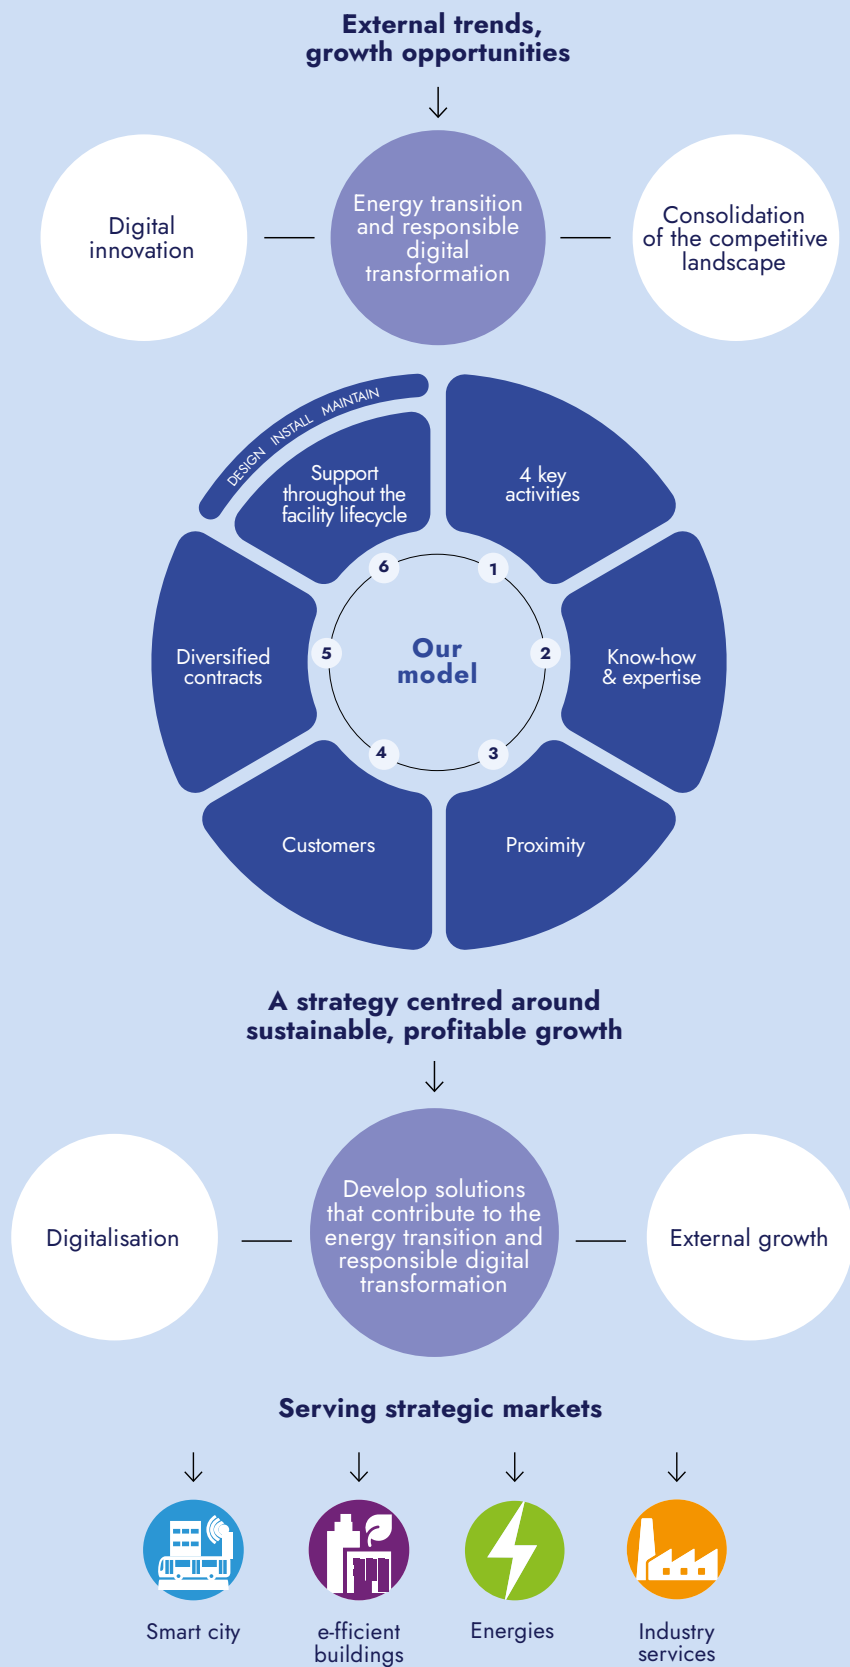 External trends,
growth opportunities
Digital
innovation
Energy transition
and responsible
digital
transformation
Consolidation
of the competitive
landscape
DESIGN INSTALL MAINTAIN
Support
throughout the
facility lifecycle
4 key
activities
6
1
Diversified
contracts
5
Our
model
2
Know-how
& expertise
4
3
Customers
Proximity
A strategy centred around
sustainable, profitable growth
Digitalisation
Develop solutions
that contribute to the
energy transition and
responsible digital
transformation
External growth
Serving strategic markets
Smart city
e-fficient
buildings
Energies
Industry
services